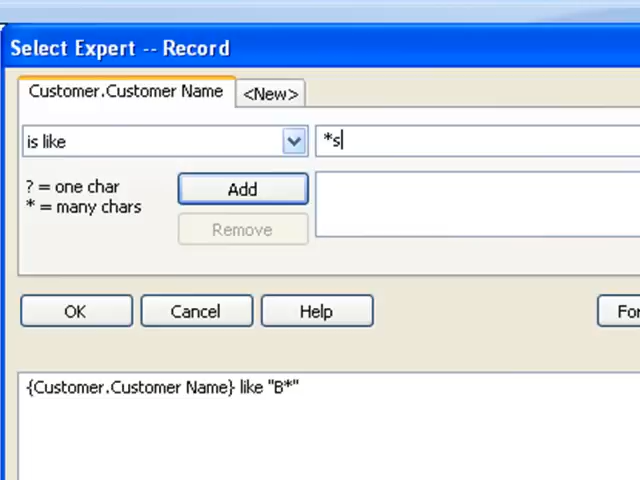 Select Expert -- Record
Customer.Customer Name
<New>
is like
*s
? = one char
* = many chars
Add
Remove
OK
Cancel
Help
For
{Customer.Customer Name} like "B*"